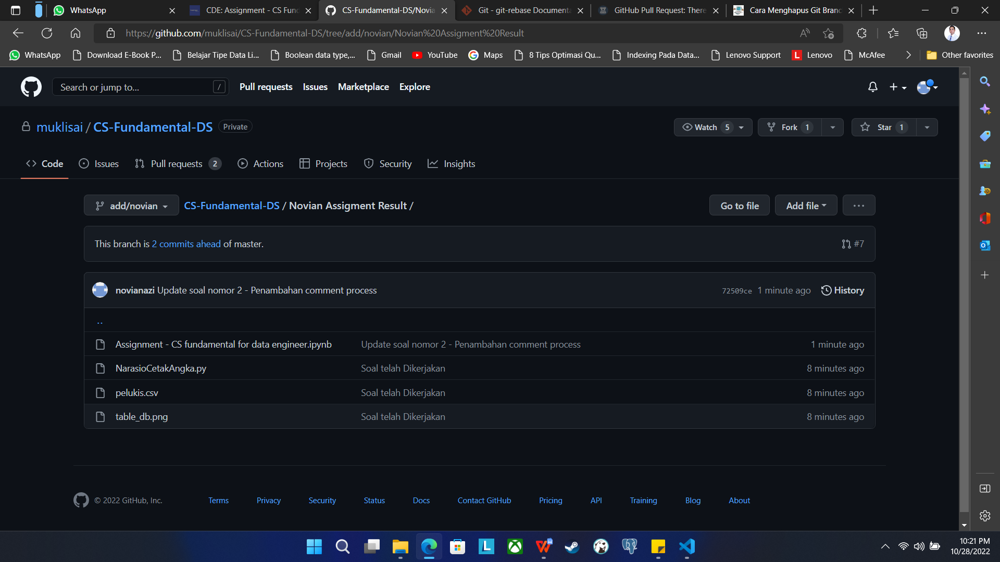 WhatsApp
CDE: Assignment - CS Fund
CS-Fundamental-DS/Novia
Git - git-rebase Documenta
GitHub Pull Request: There
Cara Menghapus Git Branc
https://github.com/muklisai/CS-Fundamental-DS/tree/add/novian/Novian%20Assigment%20Result
WhatsApp
Download E-Book P...
Belajar Tipe Data Li...
Boolean data type,...
Gmail
YouTube
Maps
8 Tips Optimasi Qu...
Indexing Pada Data...
Lenovo Support
Lenovo
McAfee
Other favorites
Search or jump to...
/
Pull requests
Issues
Marketplace
Explore
muklisai / CS-Fundamental-DS
Private
Watch 5
Fork 1
Star 1
Code
Issues
Pull requests 2
Actions
Projects
Security
Insights
add/novian
CS-Fundamental-DS / Novian Assigment Result /
Go to file
Add file
This branch is 2 commits ahead of master.
#7
novianazi Update soal nomor 2 - Penambahan comment process
72509ce 1 minute ago
History
..
Assignment - CS fundamental for data engineer.ipynb
Update soal nomor 2 - Penambahan comment process
1 minute ago
NarasioCetakAngka.py
Soal telah Dikerjakan
8 minutes ago
pelukis.csv
Soal telah Dikerjakan
8 minutes ago
table_db.png
Soal telah Dikerjakan
8 minutes ago
© 2022 GitHub, Inc.
Terms
Privacy
Security
Status
Docs
Contact GitHub
Pricing
API
Training
Blog
About
10:21 PM
10/28/2022